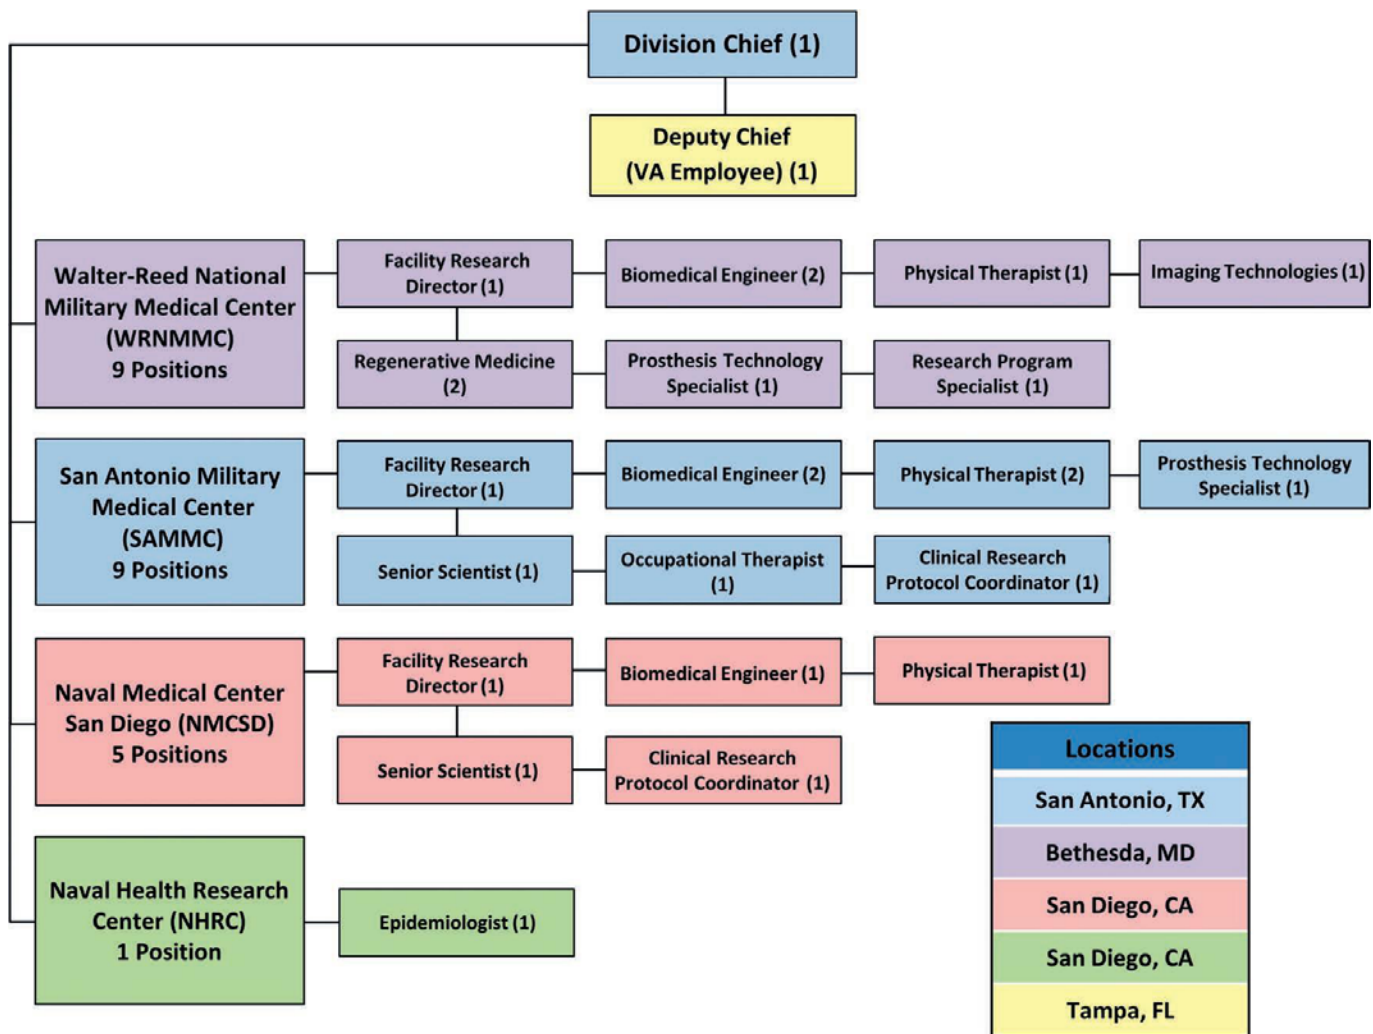 Division Chief (1)
Deputy Chief
(VA Employee) (1)
Walter-Reed National
Military Medical Center
(WRNMMC)
9 Positions
Facility Research
Director (1)
Biomedical Engineer (2)
Physical Therapist (1)
Imaging Technologies (1)
Regenerative Medicine
(2)
Prosthesis Technology
Specialist (1)
Research Program
Specialist (1)
San Antonio Military
Medical Center
(SAMMC)
9 Positions
Facility Research
Director (1)
Biomedical Engineer (2)
Physical Therapist (2)
Prosthesis Technology
Specialist (1)
Senior Scientist (1)
Occupational Therapist
(1)
Clinical Research
Protocol Coordinator (1)
Naval Medical Center
San Diego (NMCSD)
5 Positions
Facility Research
Director (1)
Biomedical Engineer (1)
Physical Therapist (1)
Senior Scientist (1)
Clinical Research
Protocol Coordinator (1)
Naval Health Research
Center (NHRC)
1 Position
Epidemiologist (1)
Locations
San Antonio, TX
Bethesda, MD
San Diego, CA
San Diego, CA
Tampa, FL